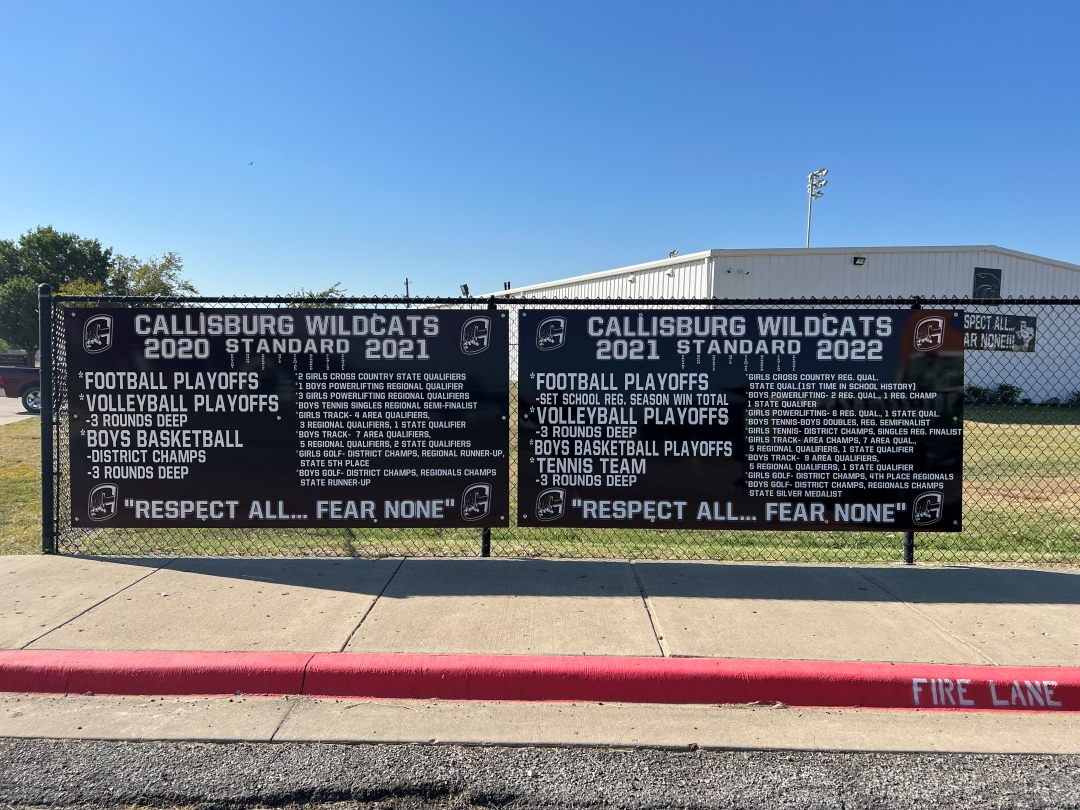 CALLISBURG WILDCATS
2020 STANDARD 2021
*FOOTBALL PLAYOFFS
*VOLLEYBALL PLAYOFFS
-3 ROUNDS DEEP
*BOYS BASKETBALL
-DISTRICT CHAMPS
-3 ROUNDS DEEP
*2 GIRLS CROSS COUNTRY STATE QUALIFIERS
*1 BOYS POWERLIFTING REGIONAL QUALIFIER
*3 GIRLS POWERLIFTING REGIONAL QUALIFIERS
*BOYS TENNIS SINGLES REGIONAL SEMI-FINALIST
*GIRLS TRACK- 4 AREA QUALIFIERS,
3 REGIONAL QUALIFIERS, 1 STATE QUALIFIER
*BOYS TRACK- 7 AREA QUALIFIERS,
5 REGIONAL QUALIFIERS, 2 STATE QUALIFIERS
*GIRLS GOLF- DISTRICT CHAMPS, REGIONAL RUNNER-UP,
STATE 5TH PLACE
*BOYS GOLF- DISTRICT CHAMPS, REGIONALS CHAMPS
STATE RUNNER-UP
"RESPECT ALL... FEAR NONE"
CALLISBURG WILDCATS
2021 STANDARD 2022
*FOOTBALL PLAYOFFS
-SET SCHOOL REG. SEASON WIN TOTAL
*VOLLEYBALL PLAYOFFS
-3 ROUNDS DEEP
*BOYS BASKETBALL PLAYOFFS
*TENNIS TEAM
-3 ROUNDS DEEP
*GIRLS CROSS COUNTRY REG. QUAL.
STATE QUAL.(1ST TIME IN SCHOOL HISTORY)
*BOYS POWERLIFTING- 2 REG. QUAL., 1 REG. CHAMP
1 STATE QUALIFER
*GIRLS POWERLIFTING- 6 REG. QUAL., 1 STATE QUAL.
*BOYS TENNIS-BOYS DOUBLES, REG. SEMIFINALIST
*GIRLS TENNIS- DISTRICT CHAMPS, SINGLES REG. FINALIST
*GIRLS TRACK- AREA CHAMPS, 7 AREA QUAL.,
5 REGIONAL QUALIFIERS, 1 STATE QUALIFIER
*BOYS TRACK- 9 AREA QUALIFIERS,
5 REGIONAL QUALIFIERS, 1 STATE QUALIFIER
*GIRLS GOLF- DISTRICT CHAMPS, 4TH PLACE REGIONALS
*BOYS GOLF- DISTRICT CHAMPS, REGIONALS CHAMPS
STATE SILVER MEDALIST
"RESPECT ALL... FEAR NONE"
SPECT ALL...
AR NONE!!!
FIRE LANE